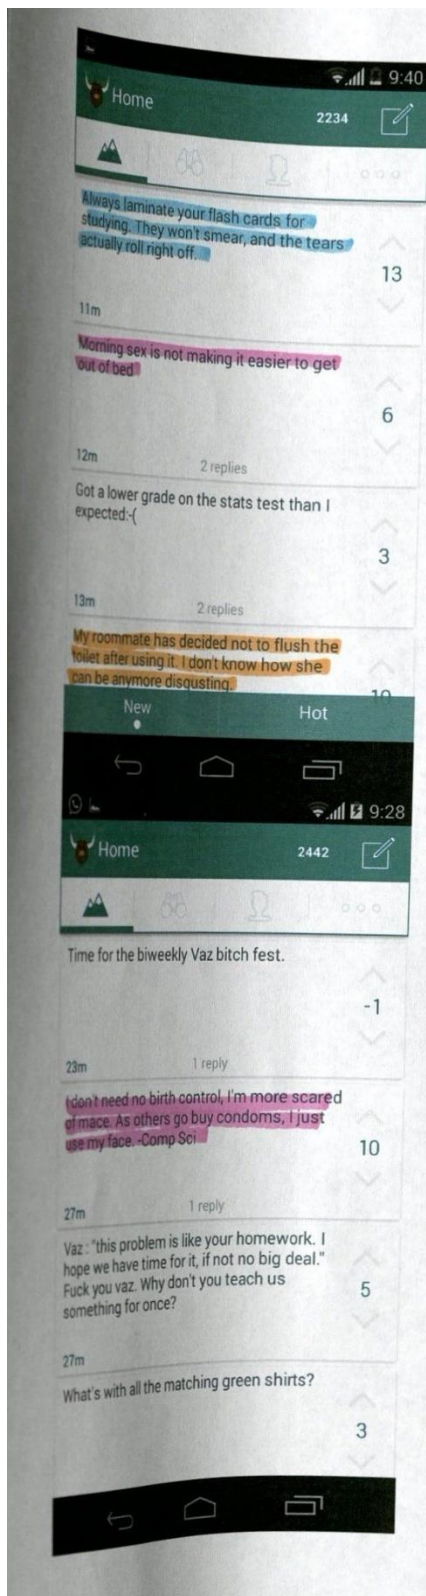 9:40
Home
2234
Always laminate your flash cards for
studying. They won't smear, and the tears
actually roll right off.
13
11m
Morning sex is not making it easier to get
out of bed
6
12m
2 replies
Got a lower grade on the stats test than I
expected:-(
3
13m
2 replies
My roommate has decided not to flush the
toilet after using it. I don't know how she
can be anymore disgusting.
10
New
Hot
9:28
Home
2442
Time for the biweekly Vaz bitch fest.
-1
23m
1 reply
I don't need no birth control, I'm more scared
of mace. As others go buy condoms, I just
use my face. -Comp Sci
10
27m
1 reply
Vaz : "this problem is like your homework. I
hope we have time for it, if not no big deal."
Fuck you vaz. Why don't you teach us
something for once?
5
27m
What's with all the matching green shirts?
3